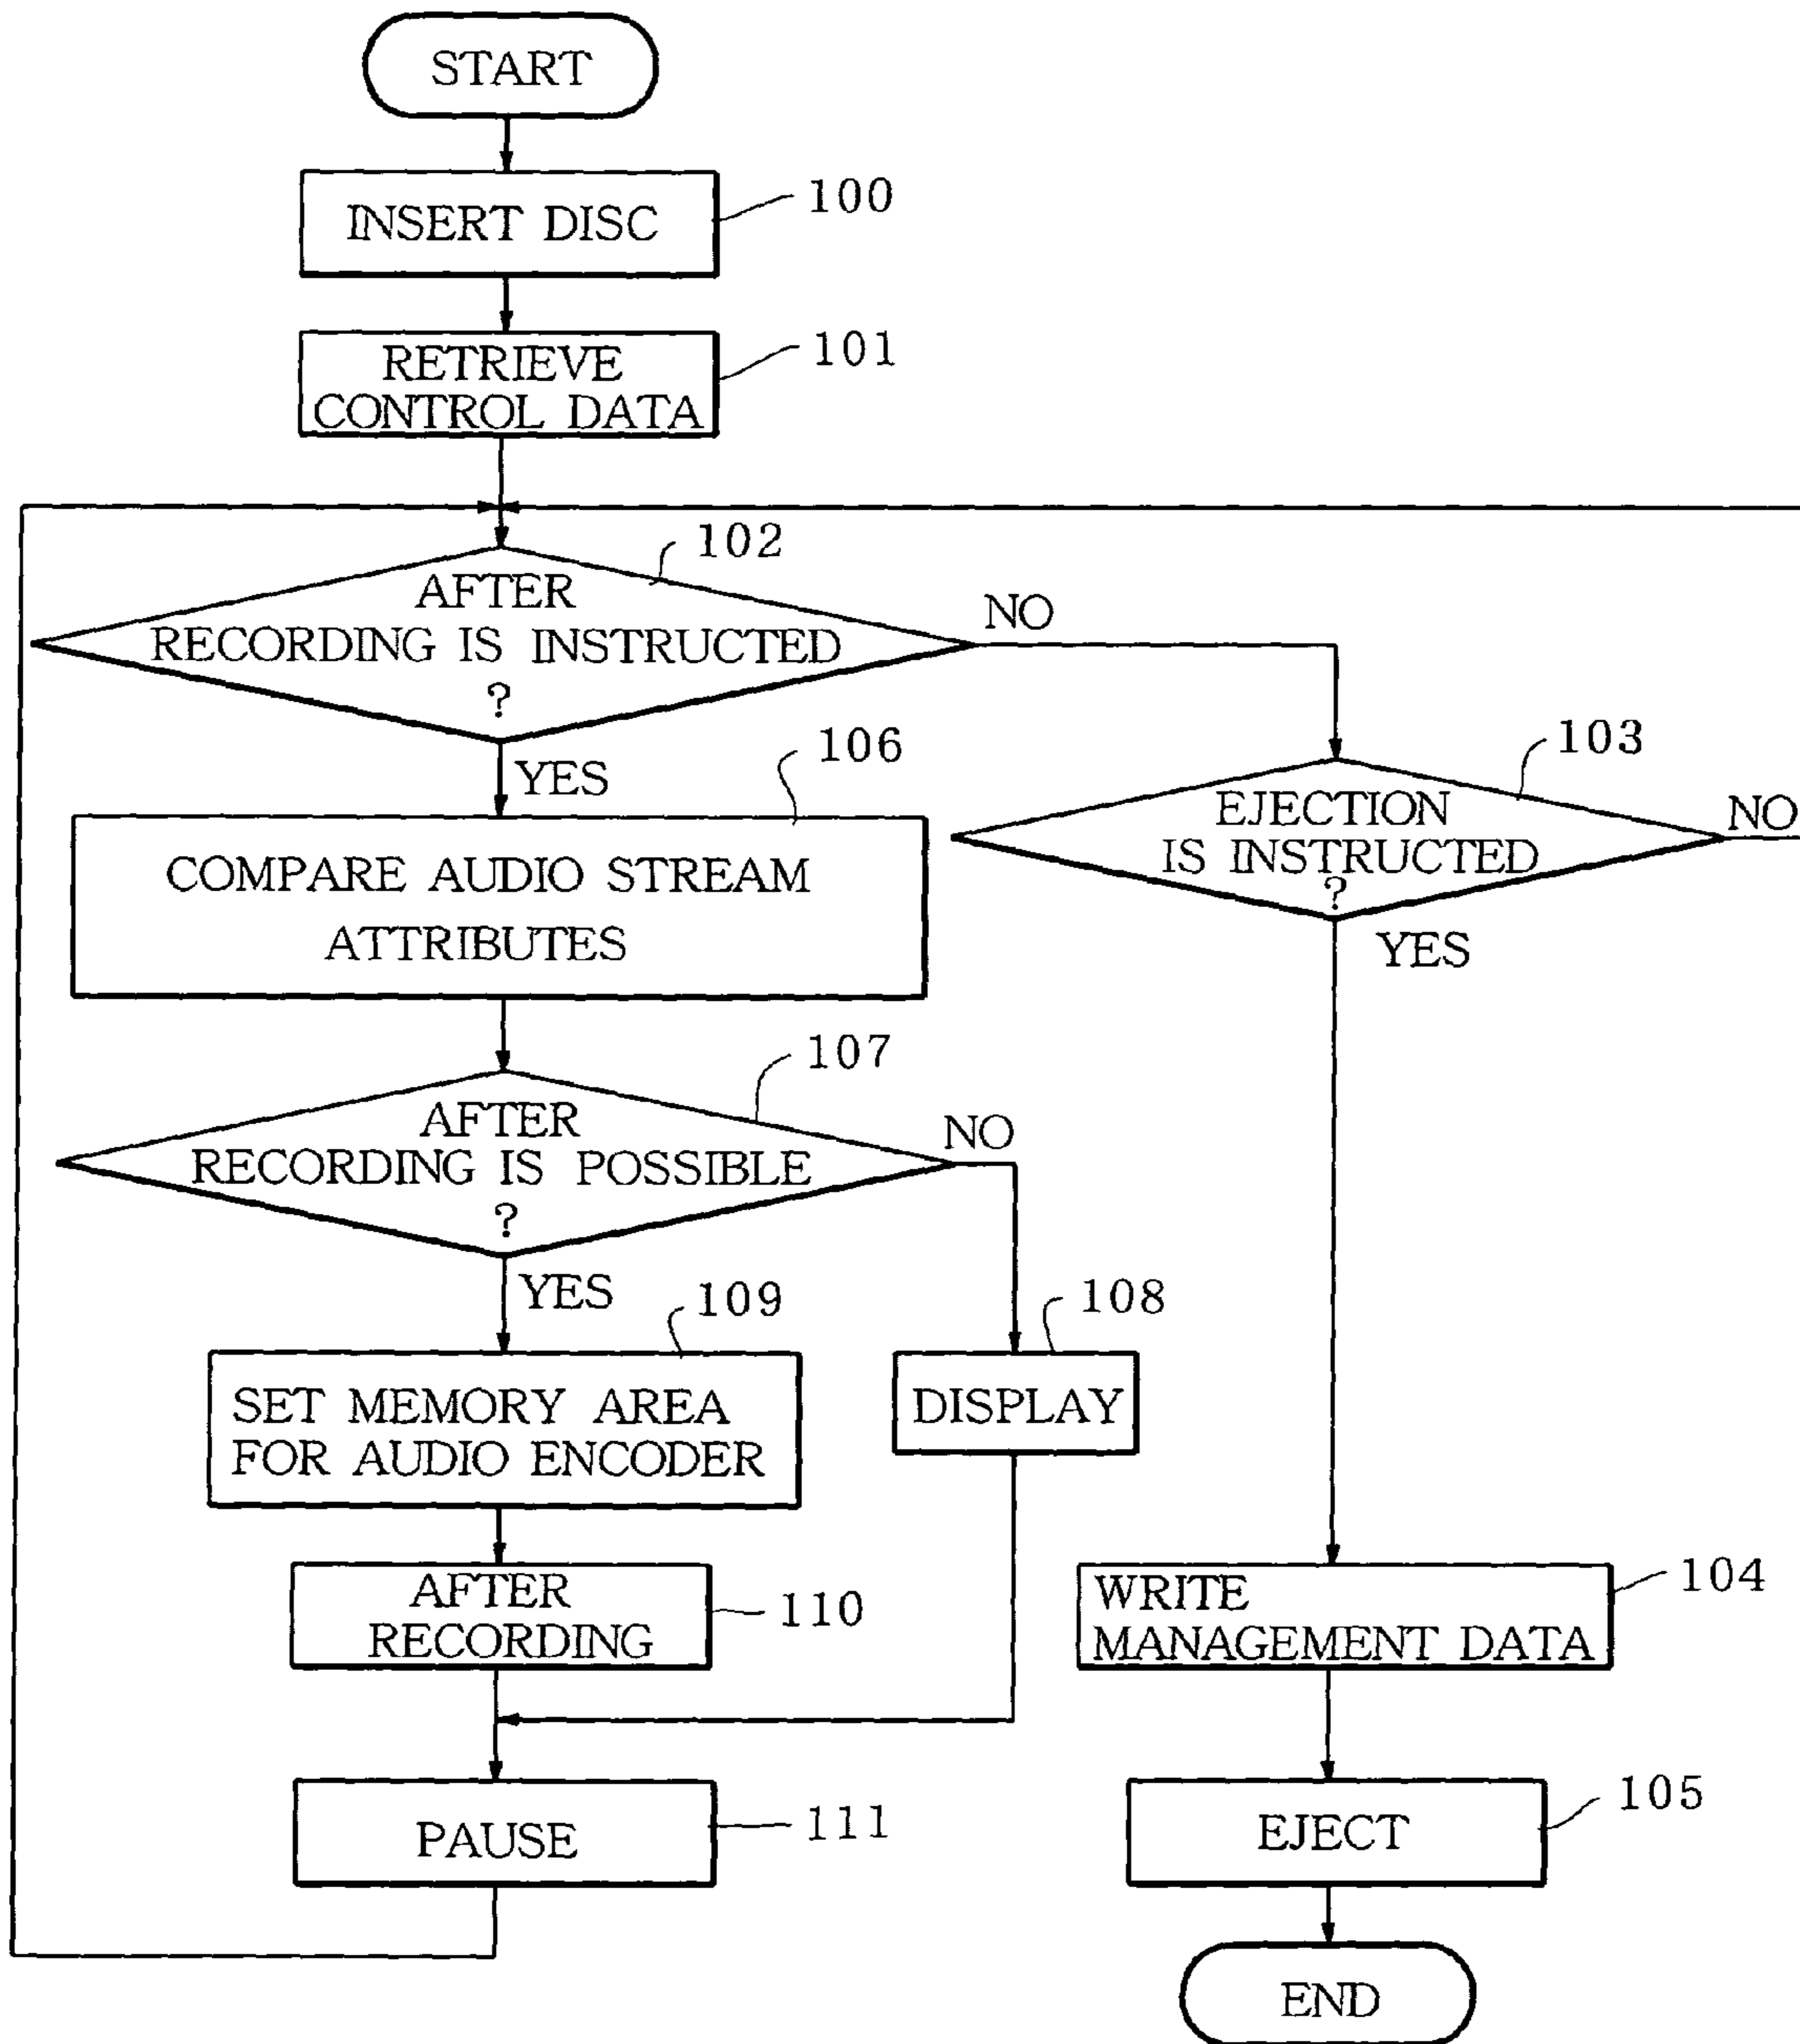 START
INSERT DISC
100
RETRIEVE
CONTROL DATA
101
102
AFTER
RECORDING IS INSTRUCTED
?
NO
YES
106
COMPARE AUDIO STREAM
ATTRIBUTES
103
EJECTION
IS INSTRUCTED
?
NO
YES
107
AFTER
RECORDING IS POSSIBLE
?
NO
YES
109
SET MEMORY AREA
FOR AUDIO ENCODER
108
DISPLAY
AFTER
RECORDING
110
WRITE
MANAGEMENT DATA
104
PAUSE
111
EJECT
105
END